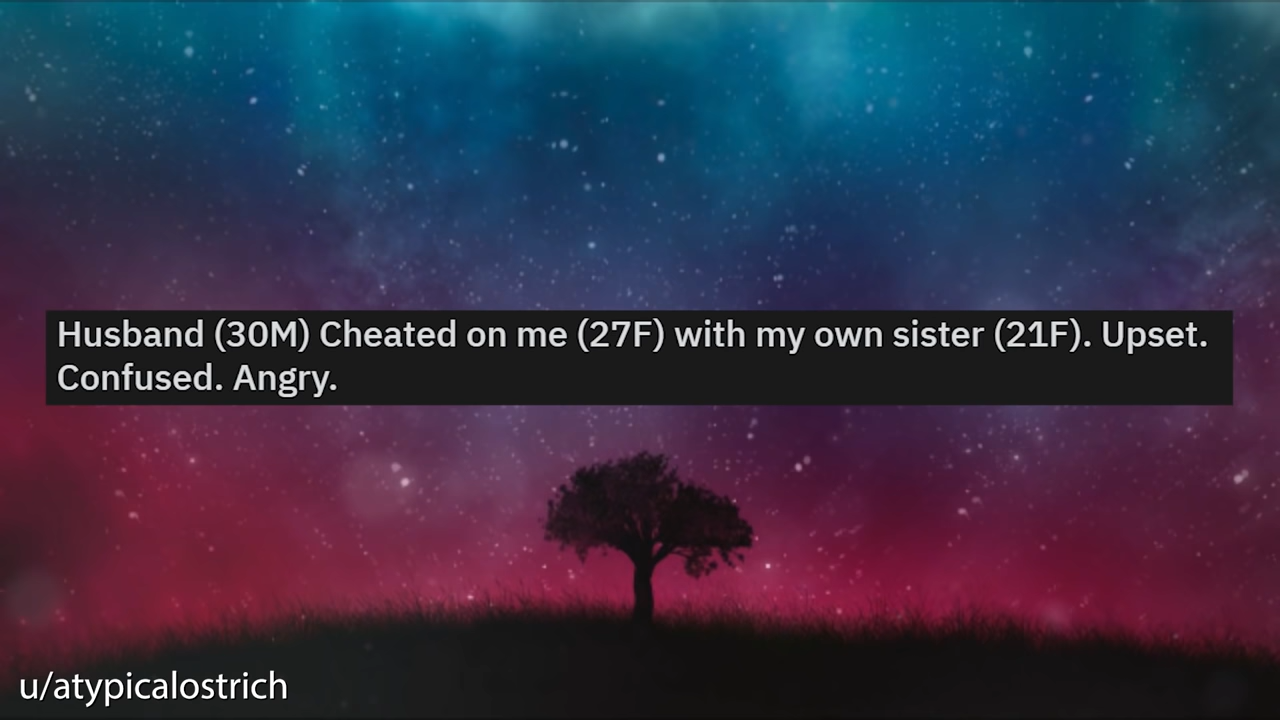 Husband (30M) Cheated on me (27F) with my own sister (21F). Upset.
Confused. Angry.
u/atypicalostrich